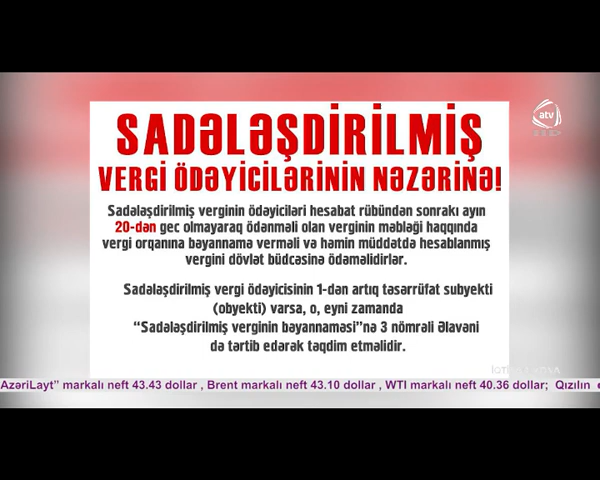 SADƏLƏŞDİRİLMİŞ
VERGİ ÖDƏYİCİLƏRİNİN NƏZƏRİNƏ!
atv
Sadələşdirilmiş verginin ödəyiciləri hesabat rübündən sonrakı ayın
20-dən gec olmayaraq ödənməli olan verginin məbləği haqqında
vergi orqanına bəyannamə verməli və həmin müddətdə hesablanmış
vergini dövlət büdcəsinə ödəməlidirlər.
Sadələşdirilmiş vergi ödəyicisinin 1-dən artıq təsərrüfat subyekti
(obyekti) varsa, o, eyni zamanda
“Sadələşdirilmiş verginin bəyannaməsi”nə 3 nömrəli Əlavəni
də tərtib edərək təqdim etməlidir.
AzəriLayt” markalı neft 43.43 dollar , Brent markalı neft 43.10 dollar , WTI markalı neft 40.36 dollar; Qızılın